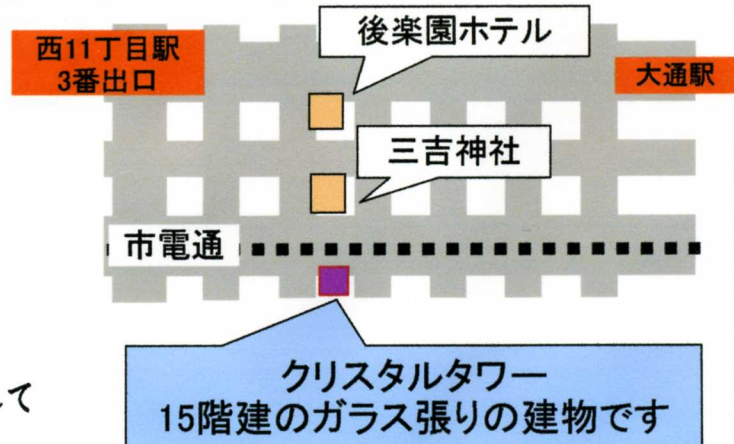 後楽園ホテル
西11丁目駅
3番出口
大通駅
三吉神社
市電通
クリスタルタワー
15階建のガラス張りの建物です
て